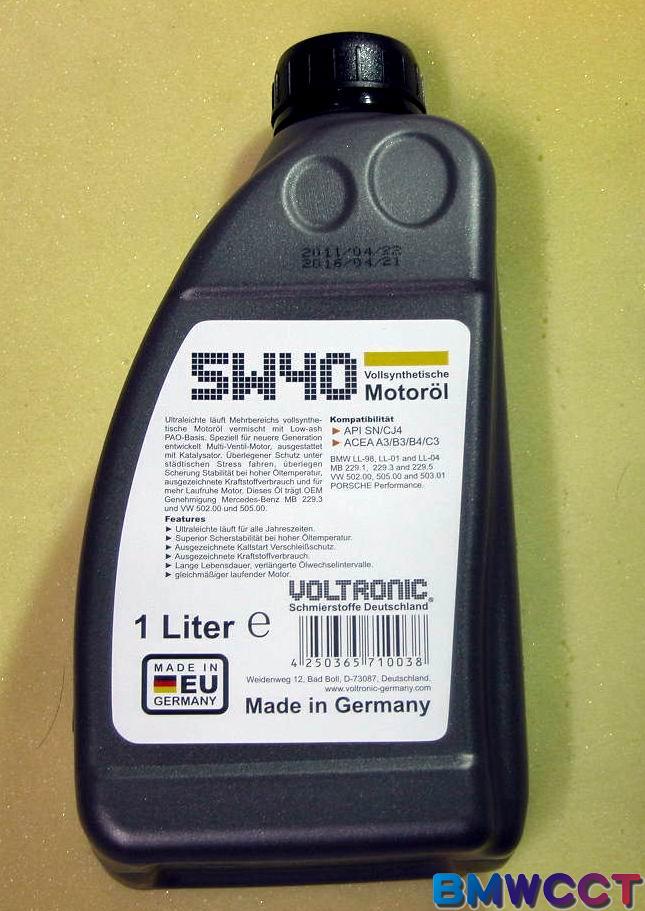 2011/04/22
2016/04/21
5W40
Vollsynthetische
Motoröl
Ultraleichte läuft Mehrbereichs vollsynthe-
tische Motoröl vermischt mit Low-ash
PAO-Basis. Speziell für neuere Generation
entwickelt Multi-Ventil-Motor, ausgestattet
mit Katalysator. Überlegener Schutz unter
städtischen Stress fahren, überlegen
Scherung Stabilität bei hoher Öltemperatur,
ausgezeichnete Kraftstoffverbrauch und für
mehr Laufruhe Motor. Dieses Öl trägt OEM
Genehmigung Mercedes-Benz MB 229.3
und VW 502.00 und 505.00.
Kompatibilität
► API SN/CJ4
► ACEA A3/B3/B4/C3
BMW LL-98, LL-01 and LL-04
MB 229.1, 229.3 and 229.5
VW 502.00, 505.00 and 503.01
PORSCHE Performance.
Features
► Ultraleichte läuft für alle Jahreszeiten.
► Superior Scherstabilität bei hoher Öltemperatur.
► Ausgezeichnete Kaltstart Verschleißschutz.
► Ausgezeichnete Kraftstoffverbrauch.
► Lange Lebensdauer, verlängerte Ölwechselintervalle.
► gleichmäßiger laufender Motor.
VOLTRONIC®
Schmierstoffe Deutschland
1 Liter e
4 250365 710038
MADE IN
EU
GERMANY
Weidenweg 12, Bad Boll, D-73087, Deutschland.
www.voltronic-germany.com
Made in Germany
BMWCCT